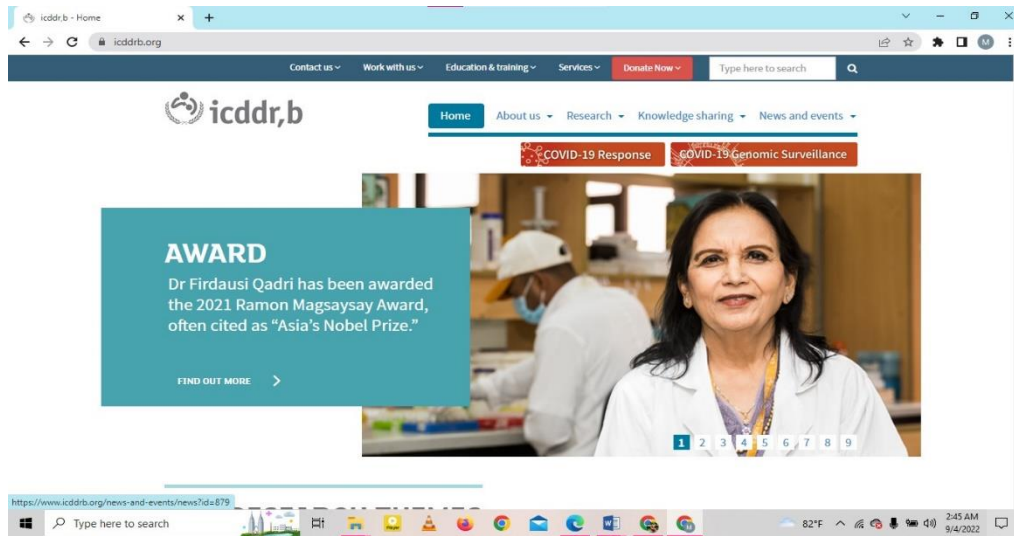 icddr,b - Home
icddrb.org
M
Contact us Work with us Education & training Services Donate Now Type here to search
icddr,b
Home About us Research Knowledge sharing News and events
COVID-19 Response COVID-19 Genomic Surveillance
AWARD
Dr Firdausi Qadri has been awarded
the 2021 Ramon Magsaysay Award,
often cited as “Asia’s Nobel Prize.”
FIND OUT MORE
1 2 3 4 5 6 7 8 9
https://www.icddrb.org/news-and-events/news?id=879
RESEARCH THEMES
Type here to search
82°F
2:45 AM
9/4/2022